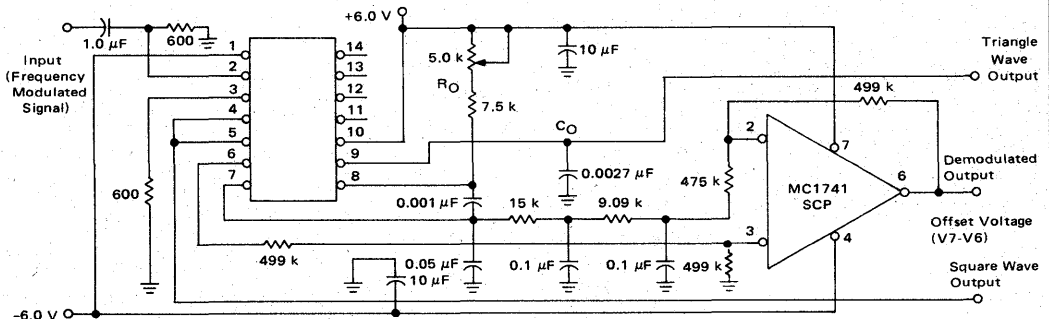 +6.0 V
1.0 µF
600
Input
(Frequency
Modulated
Signal)
1
2
3
4
5
6
7
14
13
12
11
10
9
8
600
5.0 k
RO
7.5 k
10 µF
CO
0.0027 µF
0.001 µF
15 k
9.09 k
475 k
499 k
2
3
7
6
4
MC1741
SCP
499 k
0.05 µF
10 µF
0.1 µF
0.1 µF
499 k
Triangle
Wave
Output
Demodulated
Output
Offset Voltage
(V7-V6)
Square Wave
Output
-6.0 V